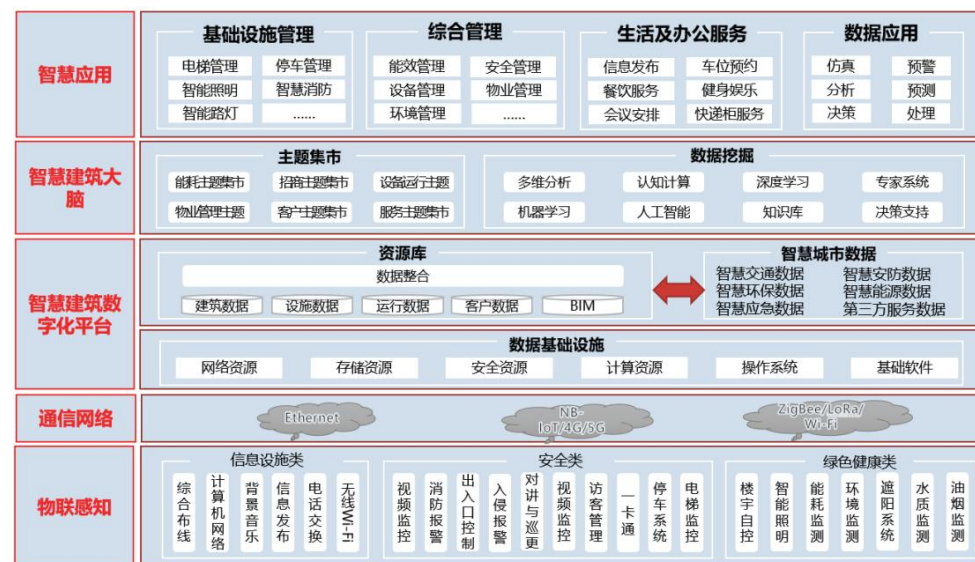 智慧应用
基础设施管理
电梯管理 停车管理
智能照明 智慧消防
智能路灯 ......
综合管理
能效管理 安全管理
设备管理 物业管理
环境管理 ......
生活及办公服务
信息发布 车位预约
餐饮服务 健身娱乐
会议安排 快递柜服务
数据应用
仿真 预警
分析 预测
决策 处理
智慧建筑大
脑
主题集市
能耗主题集市 招商主题集市 设备运行主题
物业管理主题 客户主题集市 服务主题集市
数据挖掘
多维分析 认知计算 深度学习 专家系统
机器学习 人工智能 知识库 决策支持
智慧建筑数
字化平台
资源库
数据整合
建筑数据 设施数据 运行数据 客户数据 BIM
智慧城市数据
智慧交通数据 智慧安防数据
智慧环保数据 智慧能源数据
智慧应急数据 第三方服务数据
数据基础设施
网络资源 存储资源 安全资源 计算资源 操作系统 基础软件
通信网络
Ethernet
NB-
IoT/4G/5G
ZigBee/LoRa/
Wi-Fi
物联感知
信息设施类
综合布线
计算机网络
背景音乐
信息发布
电话交换
无线Wi-Fi
安全类
视频监控
消防报警
出入口控制
入侵报警
对讲与巡更
视频监控
访客管理
一卡通
停车系统
电梯监控
绿色健康类
楼宇自控
智能照明
能耗监测
环境监测
遮阳系统
水质监测
油烟监测